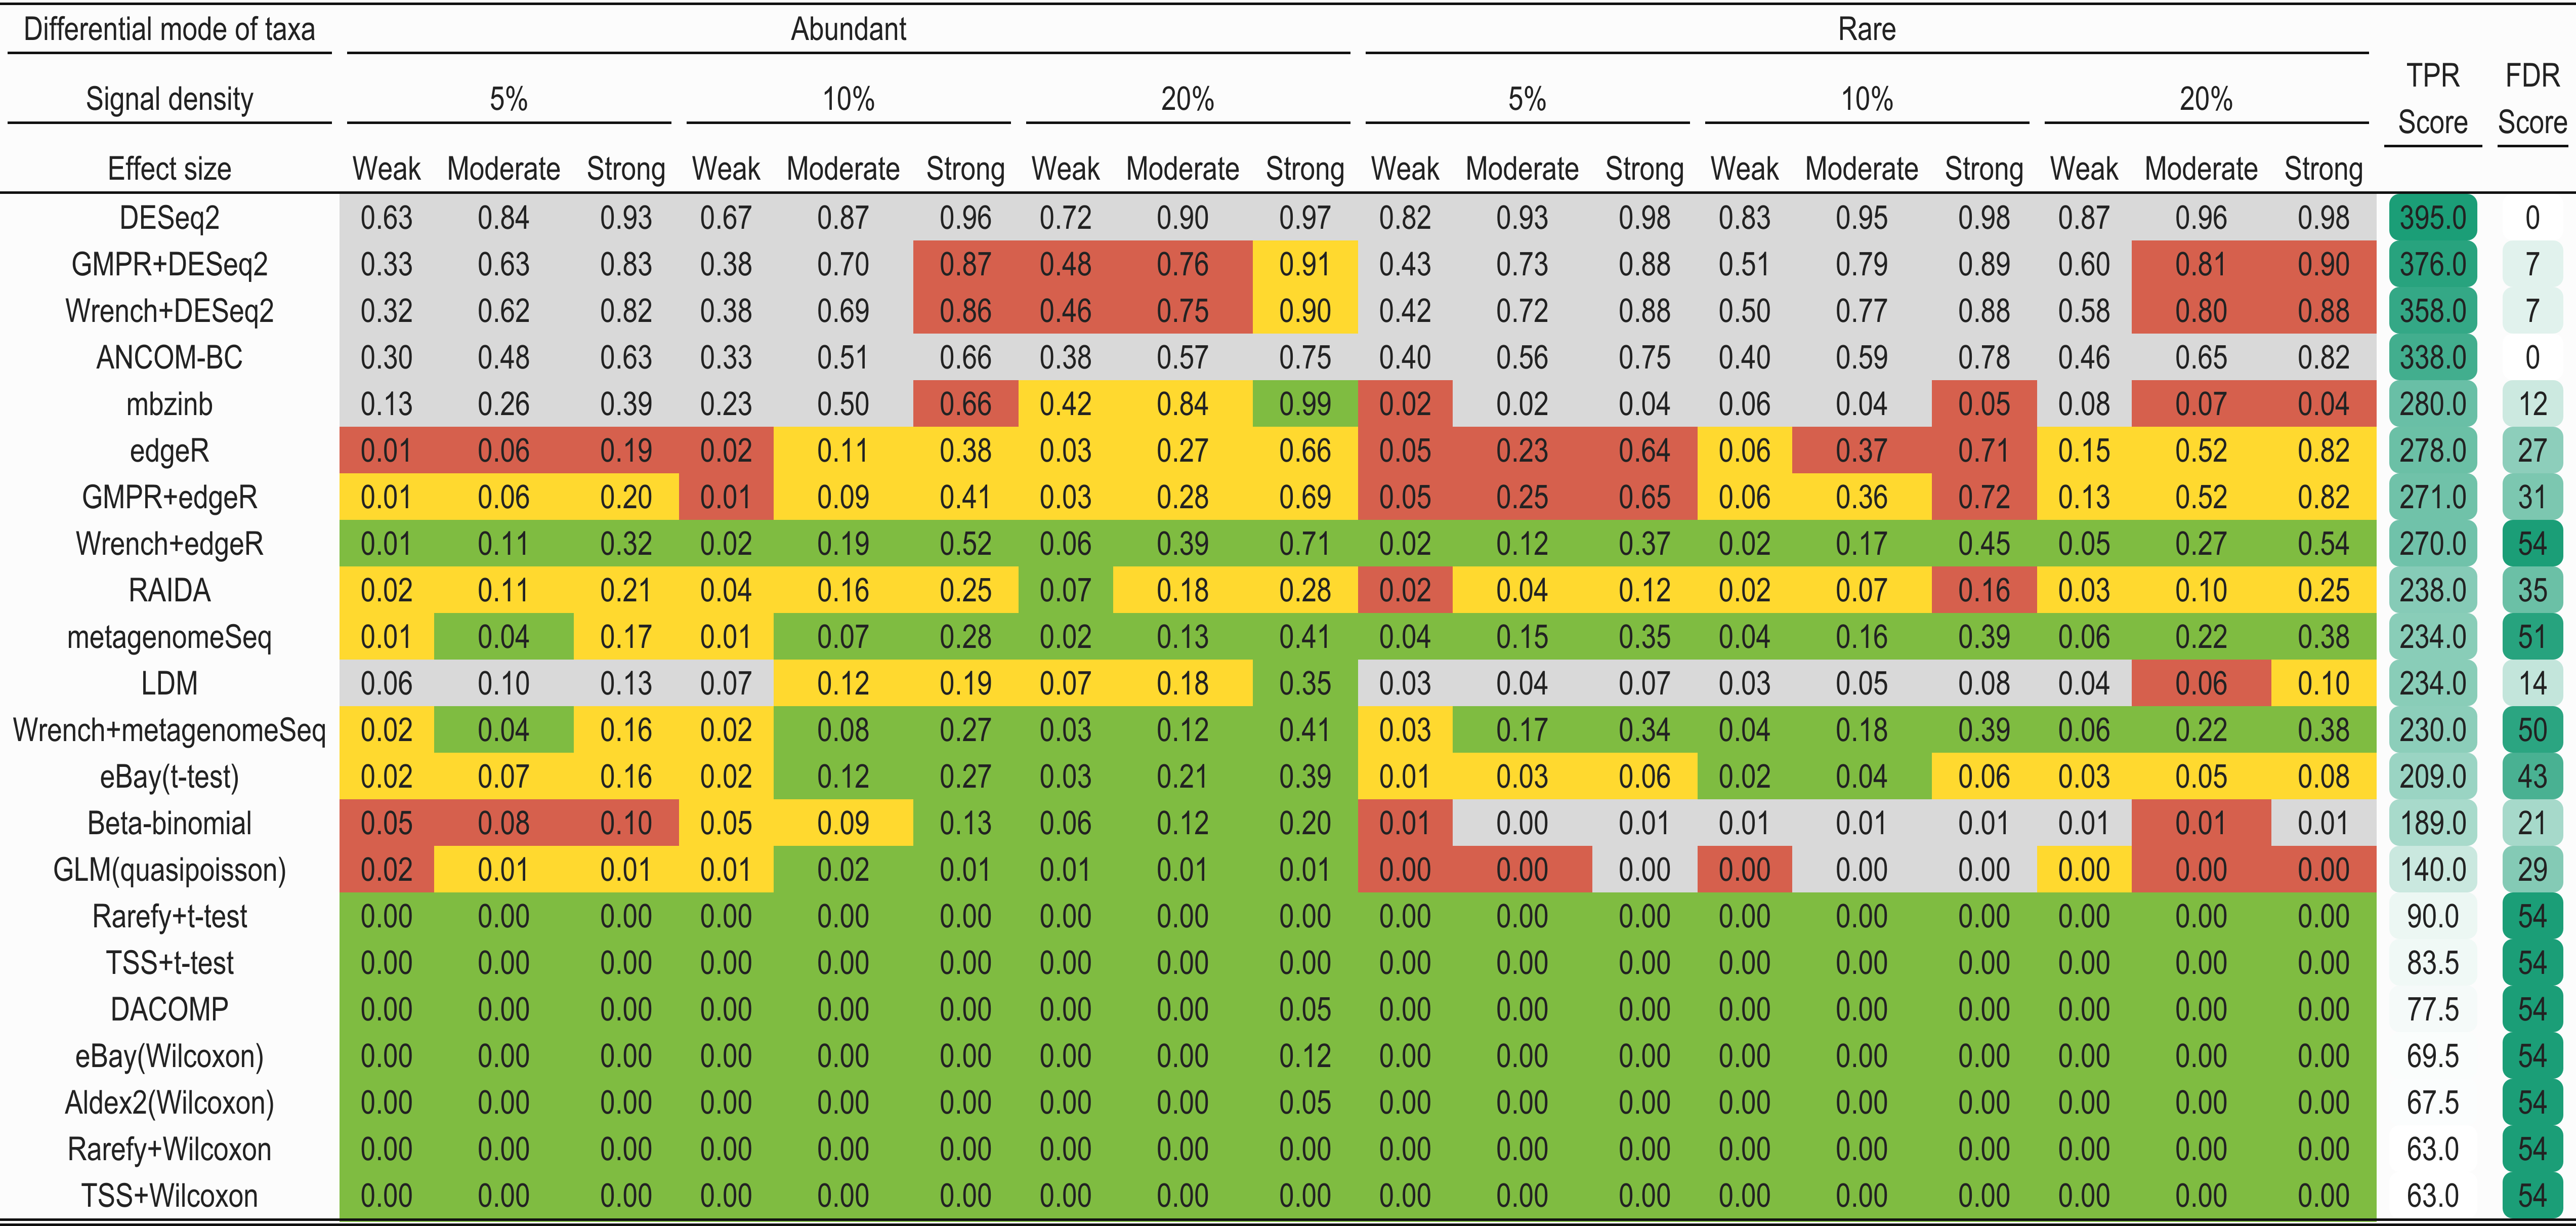 Differential mode of taxa Abundant Rare
Signal density 5% 10% 20% 5% 10% 20% TPR Score FDR Score
Effect size Weak Moderate Strong Weak Moderate Strong Weak Moderate Strong Weak Moderate Strong Weak Moderate Strong Weak Moderate Strong
DESeq2 0.63 0.84 0.93 0.67 0.87 0.96 0.72 0.90 0.97 0.82 0.93 0.98 0.83 0.95 0.98 0.87 0.96 0.98 395.0 0
GMPR+DESeq2 0.33 0.63 0.83 0.38 0.70 0.87 0.48 0.76 0.91 0.43 0.73 0.88 0.51 0.79 0.89 0.60 0.81 0.90 376.0 7
Wrench+DESeq2 0.32 0.62 0.82 0.38 0.69 0.86 0.46 0.75 0.90 0.42 0.72 0.88 0.50 0.77 0.88 0.58 0.80 0.88 358.0 7
ANCOM-BC 0.30 0.48 0.63 0.33 0.51 0.66 0.38 0.57 0.75 0.40 0.56 0.75 0.40 0.59 0.78 0.46 0.65 0.82 338.0 0
mbzinb 0.13 0.26 0.39 0.23 0.50 0.66 0.42 0.84 0.99 0.02 0.02 0.04 0.06 0.04 0.05 0.08 0.07 0.04 280.0 12
edgeR 0.01 0.06 0.19 0.02 0.11 0.38 0.03 0.27 0.66 0.05 0.23 0.64 0.06 0.37 0.71 0.15 0.52 0.82 278.0 27
GMPR+edgeR 0.01 0.06 0.20 0.01 0.09 0.41 0.03 0.28 0.69 0.05 0.25 0.65 0.06 0.36 0.72 0.13 0.52 0.82 271.0 31
Wrench+edgeR 0.01 0.11 0.32 0.02 0.19 0.52 0.06 0.39 0.71 0.02 0.12 0.37 0.02 0.17 0.45 0.05 0.27 0.54 270.0 54
RAIDA 0.02 0.11 0.21 0.04 0.16 0.25 0.07 0.18 0.28 0.02 0.04 0.12 0.02 0.07 0.16 0.03 0.10 0.25 238.0 35
metagenomeSeq 0.01 0.04 0.17 0.01 0.07 0.28 0.02 0.13 0.41 0.04 0.15 0.35 0.04 0.16 0.39 0.06 0.22 0.38 234.0 51
LDM 0.06 0.10 0.13 0.07 0.12 0.19 0.07 0.18 0.35 0.03 0.04 0.07 0.03 0.05 0.08 0.04 0.06 0.10 234.0 14
Wrench+metagenomeSeq 0.02 0.04 0.16 0.02 0.08 0.27 0.03 0.12 0.41 0.03 0.17 0.34 0.04 0.18 0.39 0.06 0.22 0.38 230.0 50
eBay(t-test) 0.02 0.07 0.16 0.02 0.12 0.27 0.03 0.21 0.39 0.01 0.03 0.06 0.02 0.04 0.06 0.03 0.05 0.08 209.0 43
Beta-binomial 0.05 0.08 0.10 0.05 0.09 0.13 0.06 0.12 0.20 0.01 0.00 0.01 0.01 0.01 0.01 0.01 0.01 0.01 189.0 21
GLM(quasipoisson) 0.02 0.01 0.01 0.01 0.02 0.01 0.01 0.01 0.01 0.00 0.00 0.00 0.00 0.00 0.00 0.00 0.00 0.00 140.0 29
Rarefy+t-test 0.00 0.00 0.00 0.00 0.00 0.00 0.00 0.00 0.00 0.00 0.00 0.00 0.00 0.00 0.00 0.00 0.00 0.00 90.0 54
TSS+t-test 0.00 0.00 0.00 0.00 0.00 0.00 0.00 0.00 0.00 0.00 0.00 0.00 0.00 0.00 0.00 0.00 0.00 0.00 83.5 54
DACOMP 0.00 0.00 0.00 0.00 0.00 0.00 0.00 0.00 0.05 0.00 0.00 0.00 0.00 0.00 0.00 0.00 0.00 0.00 77.5 54
eBay(Wilcoxon) 0.00 0.00 0.00 0.00 0.00 0.00 0.00 0.00 0.12 0.00 0.00 0.00 0.00 0.00 0.00 0.00 0.00 0.00 69.5 54
Aldex2(Wilcoxon) 0.00 0.00 0.00 0.00 0.00 0.00 0.00 0.00 0.05 0.00 0.00 0.00 0.00 0.00 0.00 0.00 0.00 0.00 67.5 54
Rarefy+Wilcoxon 0.00 0.00 0.00 0.00 0.00 0.00 0.00 0.00 0.00 0.00 0.00 0.00 0.00 0.00 0.00 0.00 0.00 0.00 63.0 54
TSS+Wilcoxon 0.00 0.00 0.00 0.00 0.00 0.00 0.00 0.00 0.00 0.00 0.00 0.00 0.00 0.00 0.00 0.00 0.00 0.00 63.0 54